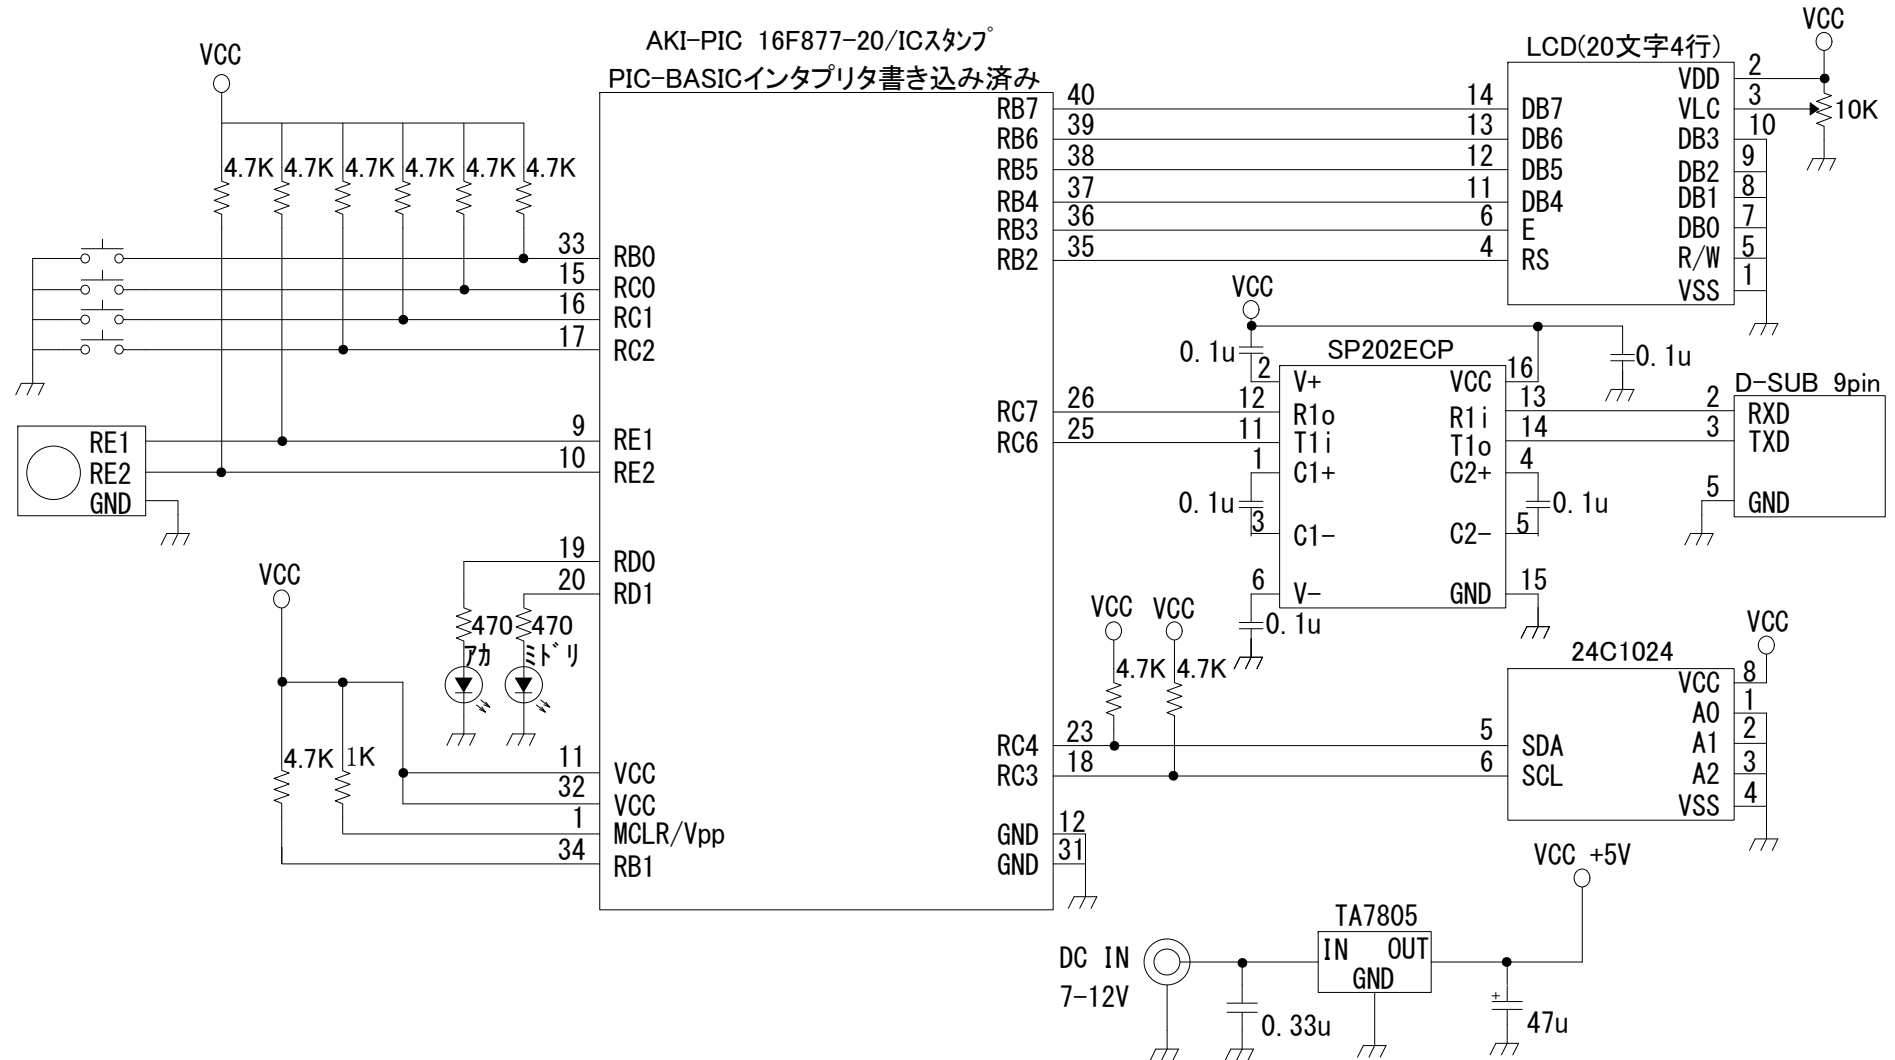 AKI-PIC 16F877-20/ICｽﾀﾝﾌﾟ
PIC-BASICインタプリタ書き込み済み
VCC
4.7K 4.7K 4.7K 4.7K 4.7K 4.7K
33 RB0
15 RC0
16 RC1
17 RC2
RE1 9 RE1
RE2 10 RE2
GND
19 RD0
20 RD1
470 470
ｱｶ ﾐﾄﾞﾘ
VCC
4.7K 1K
11 VCC
32 VCC
1 MCLR/Vpp
34 RB1
RB7 40
RB6 39
RB5 38
RB4 37
RB3 36
RB2 35
RC7 26
RC6 25
RC4 23
RC3 18
GND 12
GND 31
LCD(20文字4行)
14 DB7
13 DB6
12 DB5
11 DB4
6 E
4 RS
VDD 2
VLC 3
DB3 10
DB2 9
DB1 8
DB0 7
R/W 5
VSS 1
VCC
10K
VCC
0.1u
SP202ECP
0.1u
2 V+
12 R1o
11 T1i
1 C1+
0.1u
3 C1-
6 V-
0.1u
VCC 16
R1i 13
T1o 14
C2+ 4
0.1u
C2- 5
GND 15
D-SUB 9pin
2 RXD
3 TXD
5 GND
VCC VCC
4.7K 4.7K
24C1024
5 SDA
6 SCL
VCC
VCC 8
A0 1
A1 2
A2 3
VSS 4
VCC +5V
TA7805
IN OUT
GND
DC IN
7-12V
0.33u
+
47u